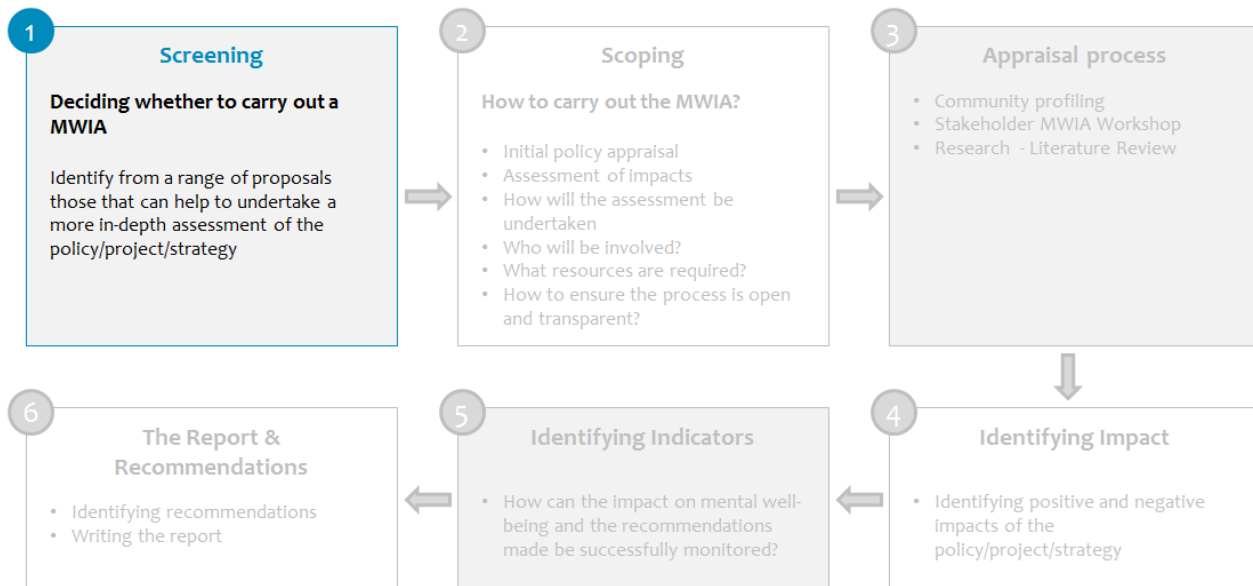 1
Screening
Deciding whether to carry out a
MWIA
Identify from a range of proposals
those that can help to undertake a
more in-depth assessment of the
policy/project/strategy
2
Scoping
How to carry out the MWIA?
• Initial policy appraisal
• Assessment of impacts
• How will the assessment be
undertaken
• Who will be involved?
• What resources are required?
• How to ensure the process is open
and transparent?
3
Appraisal process
• Community profiling
• Stakeholder MWIA Workshop
• Research - Literature Review
4
Identifying Impact
• Identifying positive and negative
impacts of the
policy/project/strategy
5
Identifying Indicators
• How can the impact on mental well-
being and the recommendations
made be successfully monitored?
6
The Report &
Recommendations
• Identifying recommendations
• Writing the report